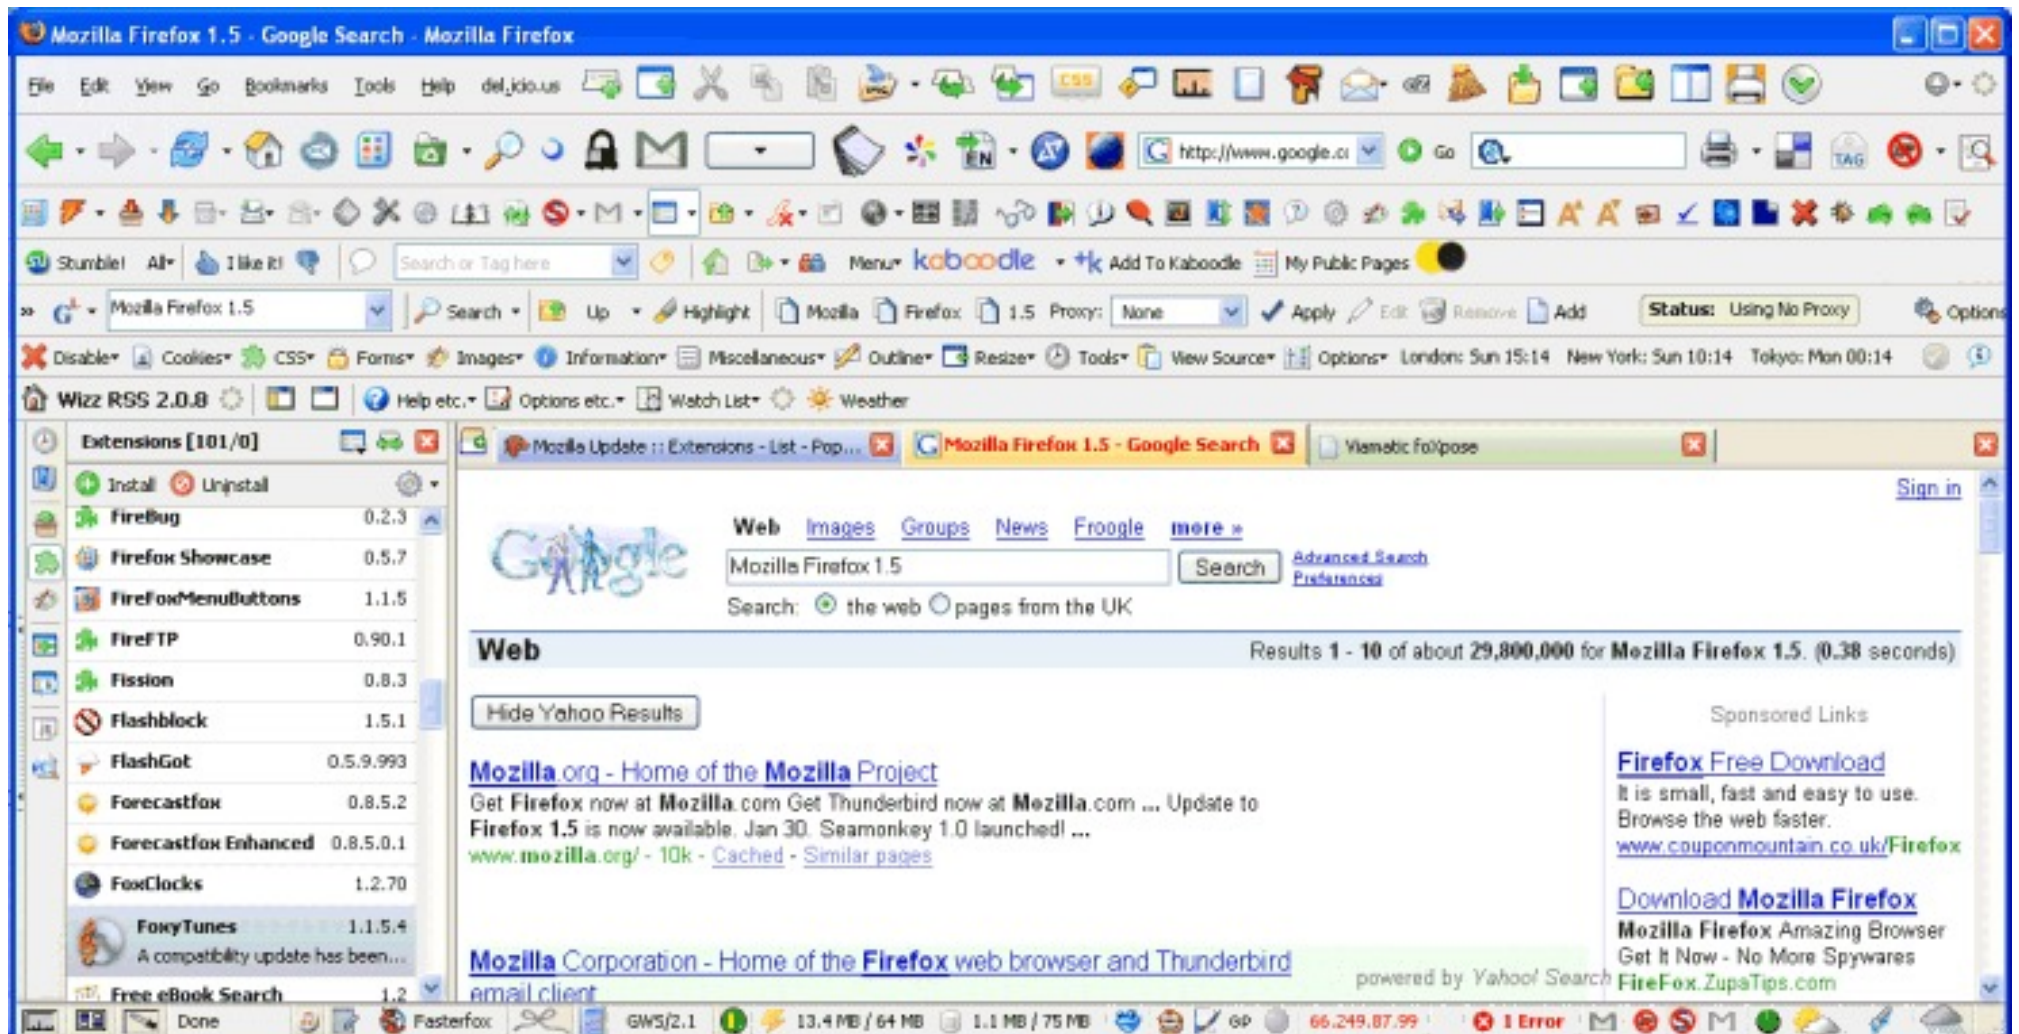 Mozilla Firefox 1.5 - Google Search - Mozilla Firefox
File Edit View Go Bookmarks Tools Help del.icio.us CSS
EN http://www.google.co Go TAG
Stumble! All I like it! Search or Tag here Menu kaboodle +k Add To Kaboodle My Public Pages
» G Mozilla Firefox 1.5 Search Up Highlight Mozilla Firefox 1.5 Proxy: None Apply Edit Remove Add Status: Using No Proxy Options
Disable Cookies CSS Forms Images Information Miscellaneous Outline Resize Tools View Source Options London: Sun 15:14 New York: Sun 10:14 Tokyo: Mon 00:14
Wizz RSS 2.0.8 Help etc. Options etc. Watch List Weather
Extensions [101/0]
Install Uninstall
FireBug 0.2.3
Firefox Showcase 0.5.7
FireFoxMenuButtons 1.1.5
FireFTP 0.90.1
Fission 0.8.3
Flashblock 1.5.1
FlashGot 0.5.9.993
Forecastfox 0.8.5.2
Forecastfox Enhanced 0.8.5.0.1
FoxClocks 1.2.70
FoxyTunes 1.1.5.4
A compatibility update has been...
Free eBook Search 1.2
Mozilla Update :: Extensions - List - Pop... Mozilla Firefox 1.5 - Google Search Viamatic foXpose
Sign in
Google
Web Images Groups News Froogle more »
Mozilla Firefox 1.5 Search Advanced Search
Preferences
Search: the web pages from the UK
Web Results 1 - 10 of about 29,800,000 for Mozilla Firefox 1.5. (0.38 seconds)
Hide Yahoo Results
Mozilla.org - Home of the Mozilla Project
Get Firefox now at Mozilla.com Get Thunderbird now at Mozilla.com ... Update to
Firefox 1.5 is now available. Jan 30. Seamonkey 1.0 launched! ...
www.mozilla.org/ - 10k - Cached - Similar pages
Mozilla Corporation - Home of the Firefox web browser and Thunderbird
email client
powered by Yahoo! Search
Sponsored Links
Firefox Free Download
It is small, fast and easy to use.
Browse the web faster.
www.couponmountain.co.uk/Firefox
Download Mozilla Firefox
Mozilla Firefox Amazing Browser
Get It Now - No More Spywares
FireFox.ZupaTips.com
Done Fasterfox GWS/2.1 13.4 MB / 64 MB 1.1 MB / 75 MB GP 66.249.87.99 1 Error